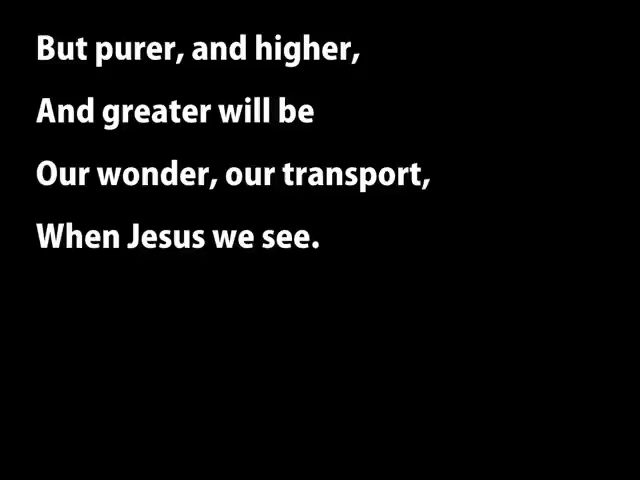 But purer, and higher,
And greater will be
Our wonder, our transport,
When Jesus we see.